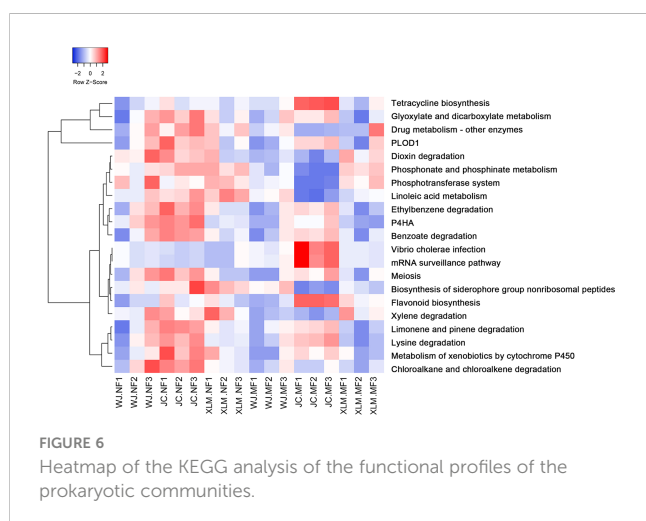 −2 0 2
Row Z−Score
Tetracycline biosynthesis
Glyoxylate and dicarboxylate metabolism
Drug metabolism - other enzymes
PLOD1
Dioxin degradation
Phosphonate and phosphinate metabolism
Phosphotransferase system
Linoleic acid metabolism
Ethylbenzene degradation
P4HA
Benzoate degradation
Vibrio cholerae infection
mRNA surveillance pathway
Meiosis
Biosynthesis of siderophore group nonribosomal peptides
Flavonoid biosynthesis
Xylene degradation
Limonene and pinene degradation
Lysine degradation
Metabolism of xenobiotics by cytochrome P450
Chloroalkane and chloroalkene degradation
WJ.NF1
WJ.NF2
WJ.NF3
JC.NF1
JC.NF2
JC.NF3
XLM.NF1
XLM.NF2
XLM.NF3
WJ.MF1
WJ.MF2
WJ.MF3
JC.MF1
JC.MF2
JC.MF3
XLM.MF1
XLM.MF2
XLM.MF3
FIGURE 6
Heatmap of the KEGG analysis of the functional profiles of the
prokaryotic communities.